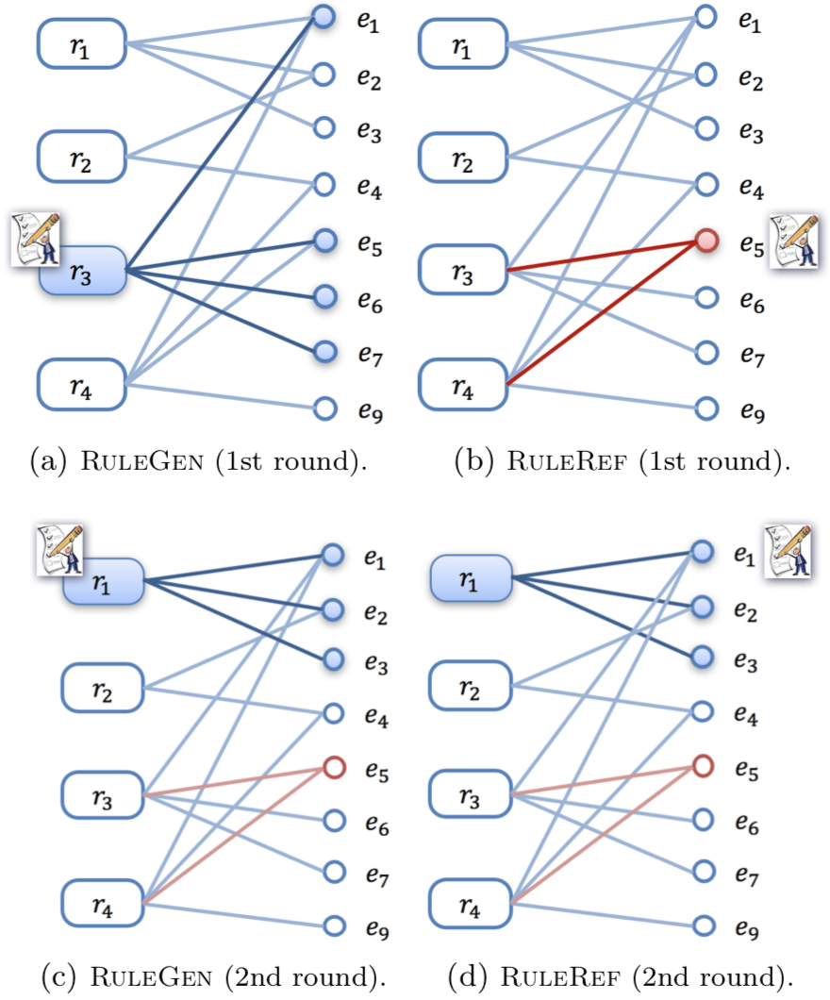 r1
r2
r3
r4
e1
e2
e3
e4
e5
e6
e7
e9
(a) RULEGEN (1st round).
r1
r2
r3
r4
e1
e2
e3
e4
e5
e6
e7
e9
(b) RULEREF (1st round).
r1
r2
r3
r4
e1
e2
e3
e4
e5
e6
e7
e9
(c) RULEGEN (2nd round).
r1
r2
r3
r4
e1
e2
e3
e4
e5
e6
e7
e9
(d) RULEREF (2nd round).